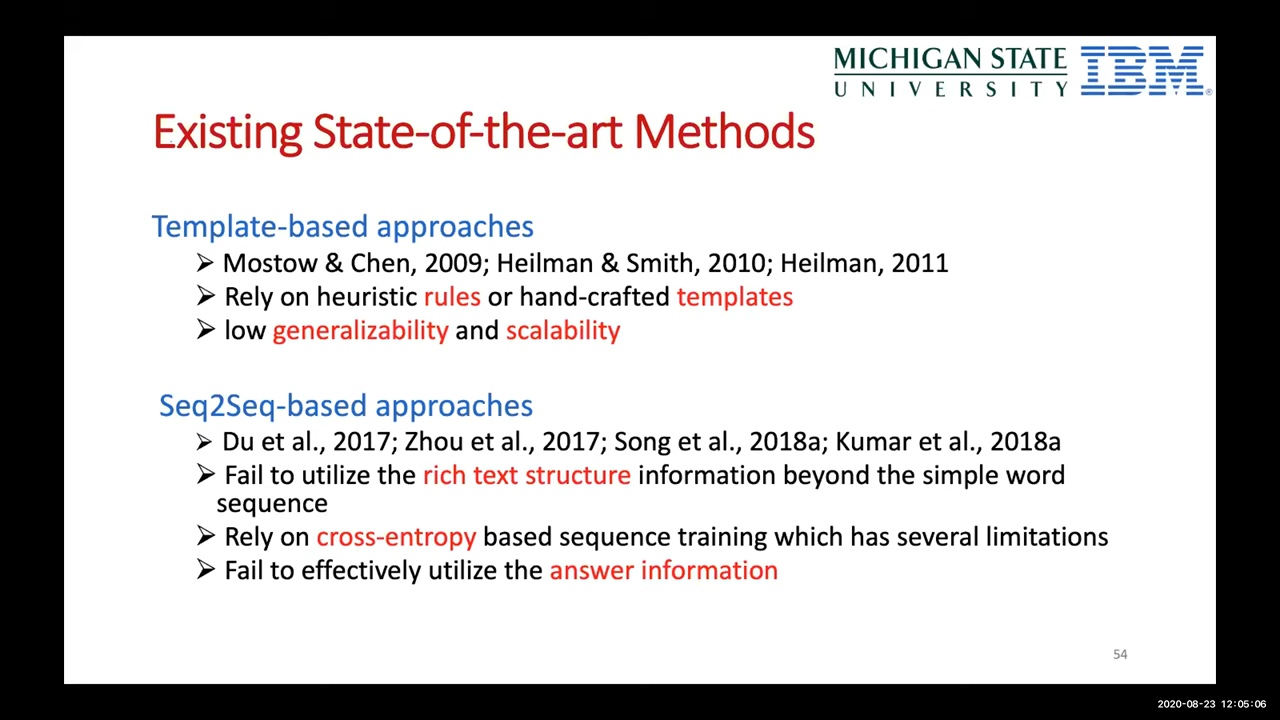 MICHIGAN STATE
UNIVERSITY
IBM®
Existing State-of-the-art Methods
Template-based approaches
➢ Mostow & Chen, 2009; Heilman & Smith, 2010; Heilman, 2011
➢ Rely on heuristic rules or hand-crafted templates
➢ low generalizability and scalability
Seq2Seq-based approaches
➢ Du et al., 2017; Zhou et al., 2017; Song et al., 2018a; Kumar et al., 2018a
➢ Fail to utilize the rich text structure information beyond the simple word
sequence
➢ Rely on cross-entropy based sequence training which has several limitations
➢ Fail to effectively utilize the answer information
54
2020-08-23 12:05:06